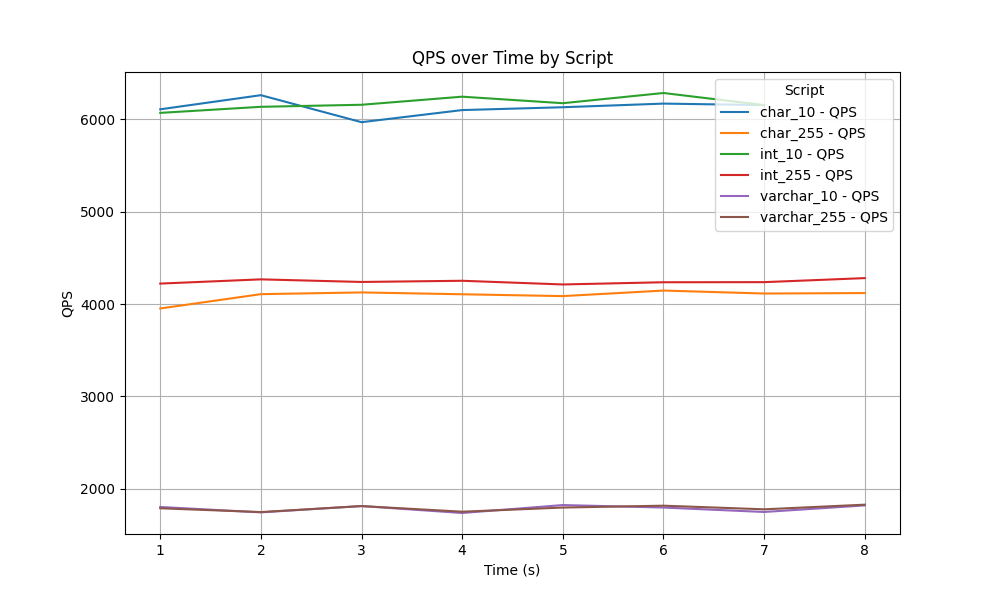 QPS over Time by Script
Script
char_10 - QPS
char_255 - QPS
int_10 - QPS
int_255 - QPS
varchar_10 - QPS
varchar_255 - QPS
6000
5000
4000
3000
2000
QPS
1 2 3 4 5 6 7 8
Time (s)